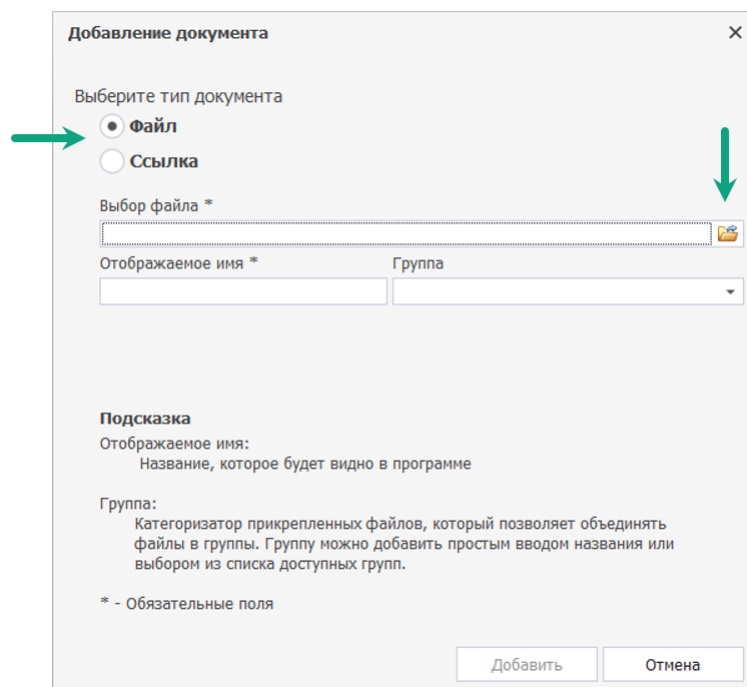 Добавление документа
Выберите тип документа
Файл
Ссылка
Выбор файла *
Отображаемое имя * Группа
Подсказка
Отображаемое имя:
Название, которое будет видно в программе
Группа:
Категоризатор прикрепленных файлов, который позволяет объединять
файлы в группы. Группу можно добавить простым вводом названия или
выбором из списка доступных групп.
* - Обязательные поля
Добавить Отмена